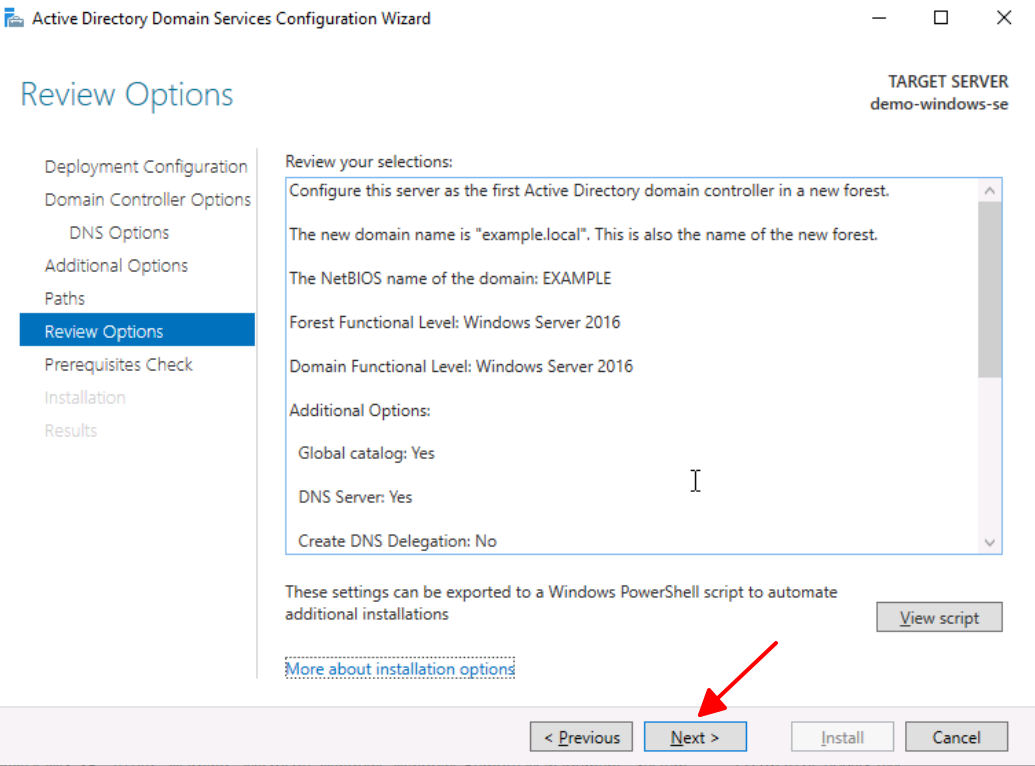 Active Directory Domain Services Configuration Wizard
Review Options
TARGET SERVER
demo-windows-se
Deployment Configuration
Domain Controller Options
DNS Options
Additional Options
Paths
Review Options
Prerequisites Check
Installation
Results
Review your selections:
Configure this server as the first Active Directory domain controller in a new forest.
The new domain name is "example.local". This is also the name of the new forest.
The NetBIOS name of the domain: EXAMPLE
Forest Functional Level: Windows Server 2016
Domain Functional Level: Windows Server 2016
Additional Options:
Global catalog: Yes
DNS Server: Yes
Create DNS Delegation: No
These settings can be exported to a Windows PowerShell script to automate
additional installations
View script
More about installation options
< Previous
Next >
Install
Cancel